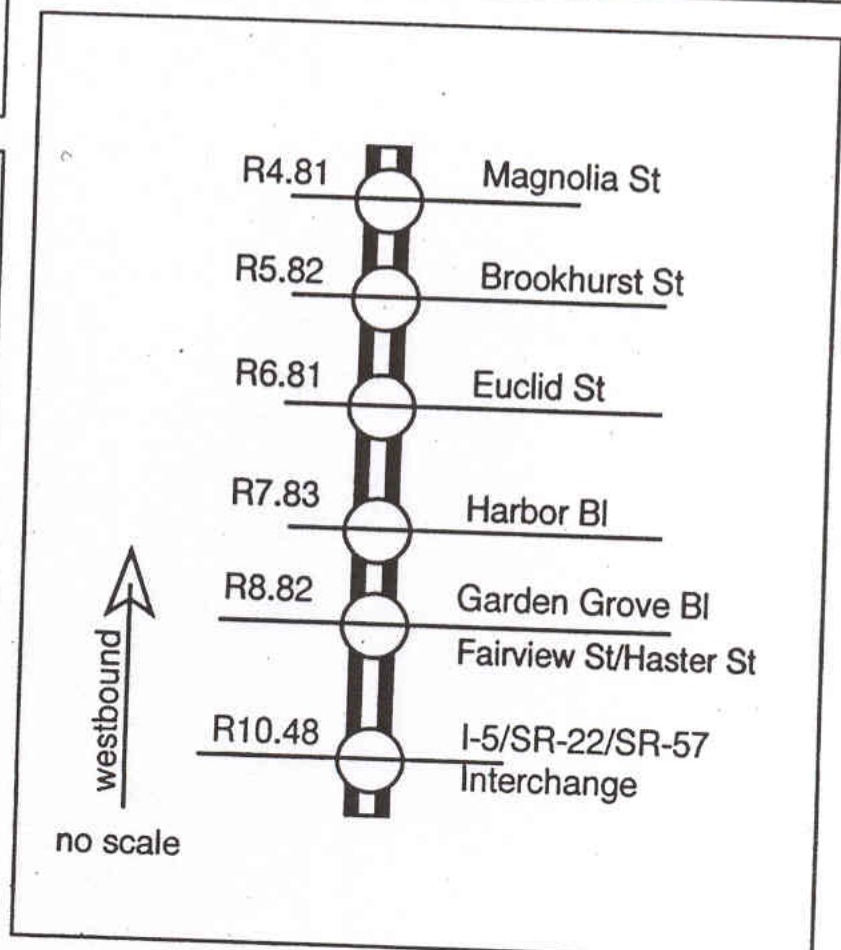 R4.81 Magnolia St
R5.82 Brookhurst St
R6.81 Euclid St
R7.83 Harbor Bl
R8.82 Garden Grove Bl
Fairview St/Haster St
R10.48 I-5/SR-22/SR-57
Interchange
westbound
no scale